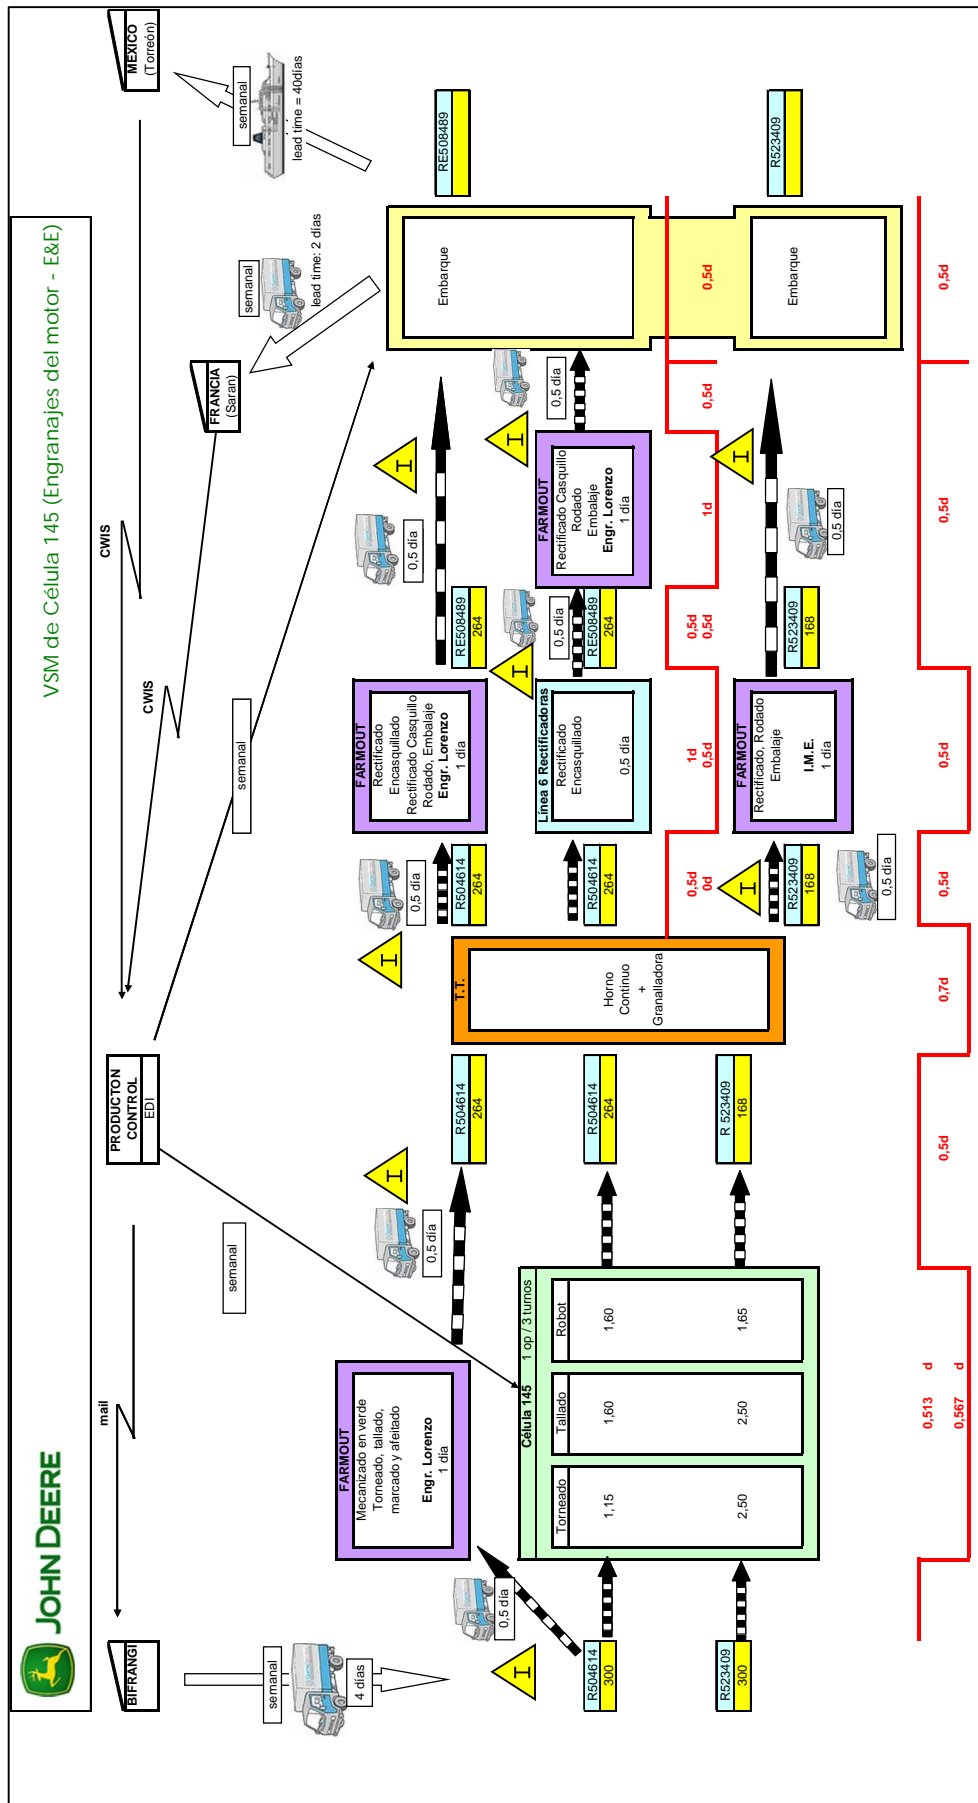 JOHN DEERE
VSM de Célula 145 (Engranajes del motor - E&E)
BIFRANGI
mail
PRODUCTON
CONTROL
EDI
CWIS
CWIS
MEXICO
(Torreón)
FRANCIA
(Saran)
semanal
4 días
semanal
semanal
semanal
lead time: 2 días
semanal
lead time = 40días
FARMOUT
Mecanizado en verde
Torneado, tallado,
marcado y afeitado
Engr. Lorenzo
1 día
0,5 día
I
0,5 día
I
R504614
264
I
0,5 día
R504614
264
FARMOUT
Rectificado
Encasquillado
Rectificado Casquillo
Rodado, Embalaje
Engr. Lorenzo
1 día
RE508489
264
0,5 día
I
Embarque
RE508489
R504614
300
Célula 145
1 op / 3 turnos
Torneado
Tallado
Robot
1,15
1,60
1,60
2,50
2,50
1,65
R504614
264
T.T.
Horno
Continuo
+
Granalladora
R504614
264
Línea 6 Rectificadoras
Rectificado
Encasquillado
0,5 día
I
0,5 día
RE508489
264
FARMOUT
Rectificado Casquillo
Rodado
Embalaje
Engr. Lorenzo
1 día
I
0,5 día
0,5d
0d
1d
0,5d
0,5d
0,5d
1d
0,5d
0,5d
R523409
300
R 523409
168
I
R523409
168
0,5 día
FARMOUT
Rectificado, Rodado
Embalaje
I.M.E.
1 día
R523409
168
I
0,5 día
Embarque
R523409
0,513 d
0,567 d
0,5d
0,7d
0,5d
0,5d
0,5d
0,5d